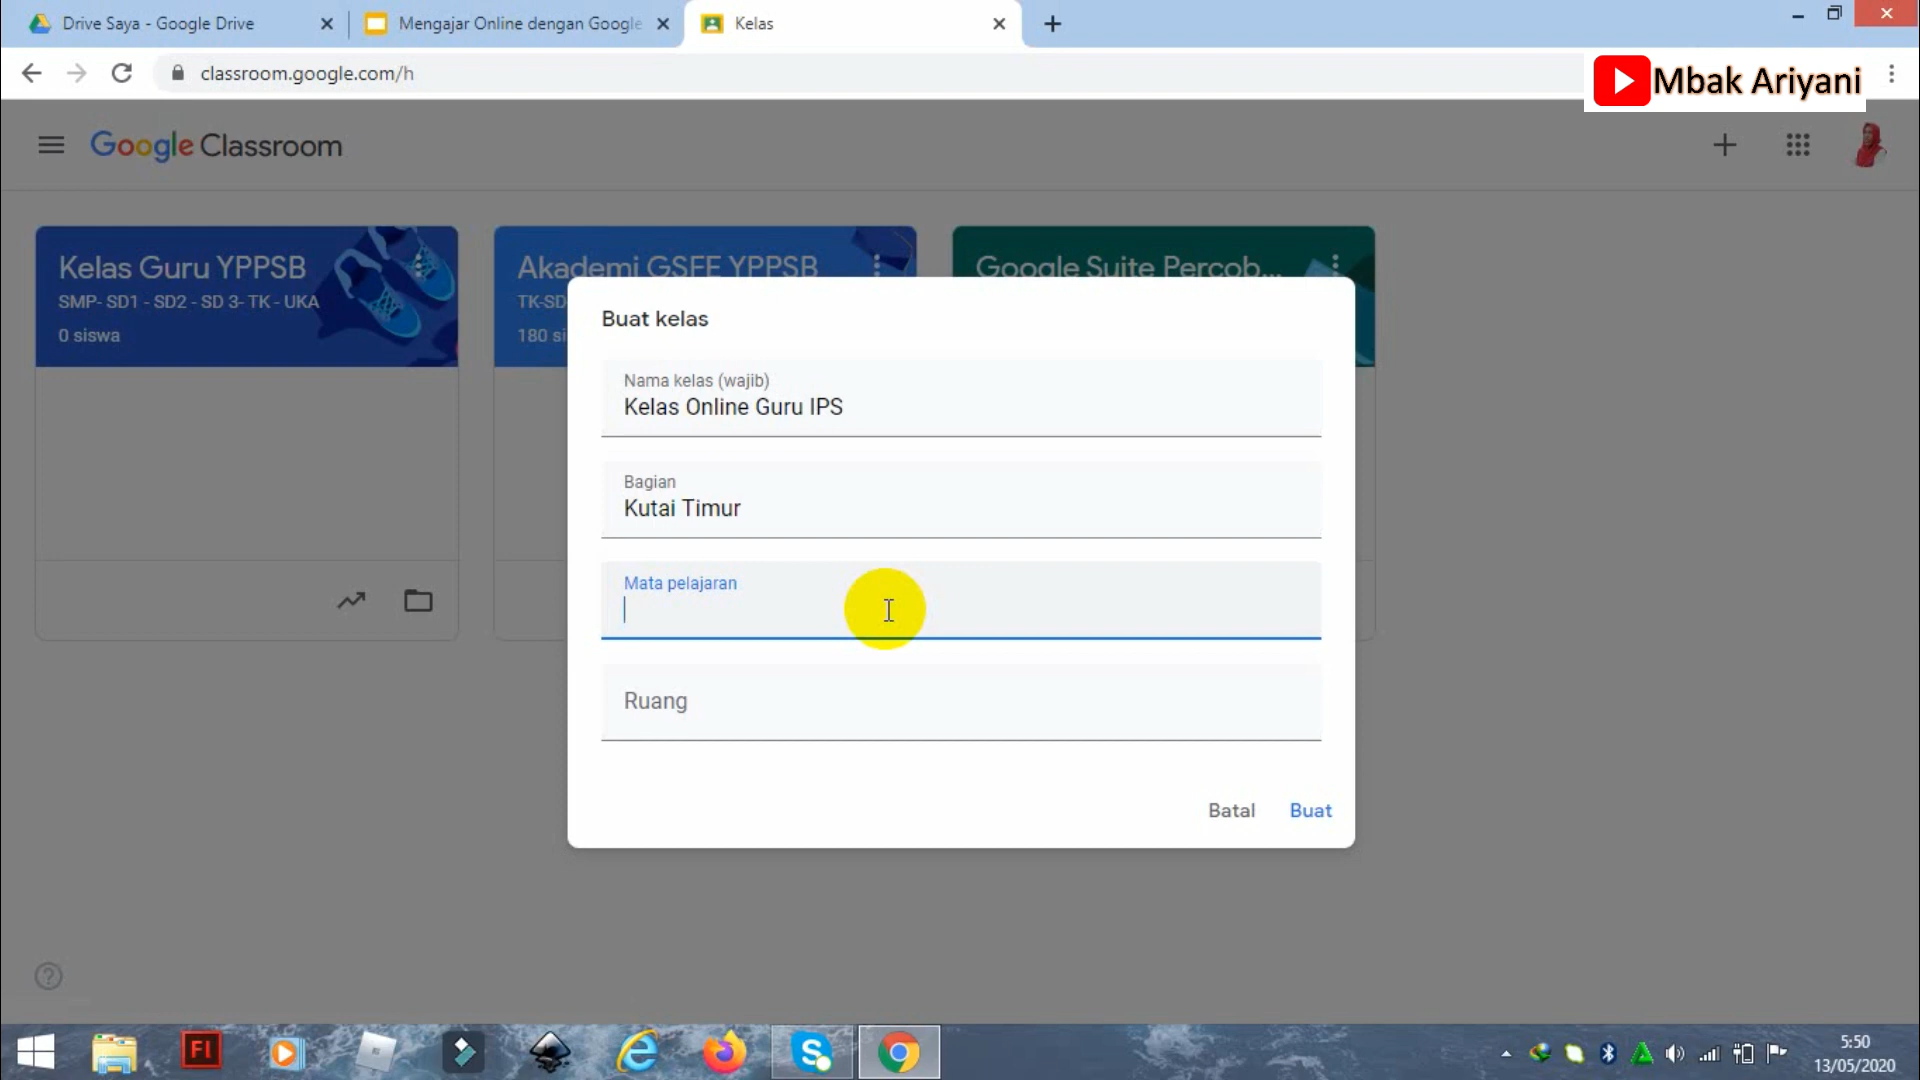 Drive Saya - Google Drive
Mengajar Online dengan Google
Kelas
classroom.google.com/h
Mbak Ariyani
Google Classroom
Kelas Guru YPPSB
SMP- SD1 - SD2 - SD 3- TK - UKA
0 siswa
Akademi GSFE YPPSB
TK-SD
180 si
Google Suite Percob...
Buat kelas
Nama kelas (wajib)
Kelas Online Guru IPS
Bagian
Kutai Timur
Mata pelajaran
Ruang
Batal
Buat
5:50
13/05/2020